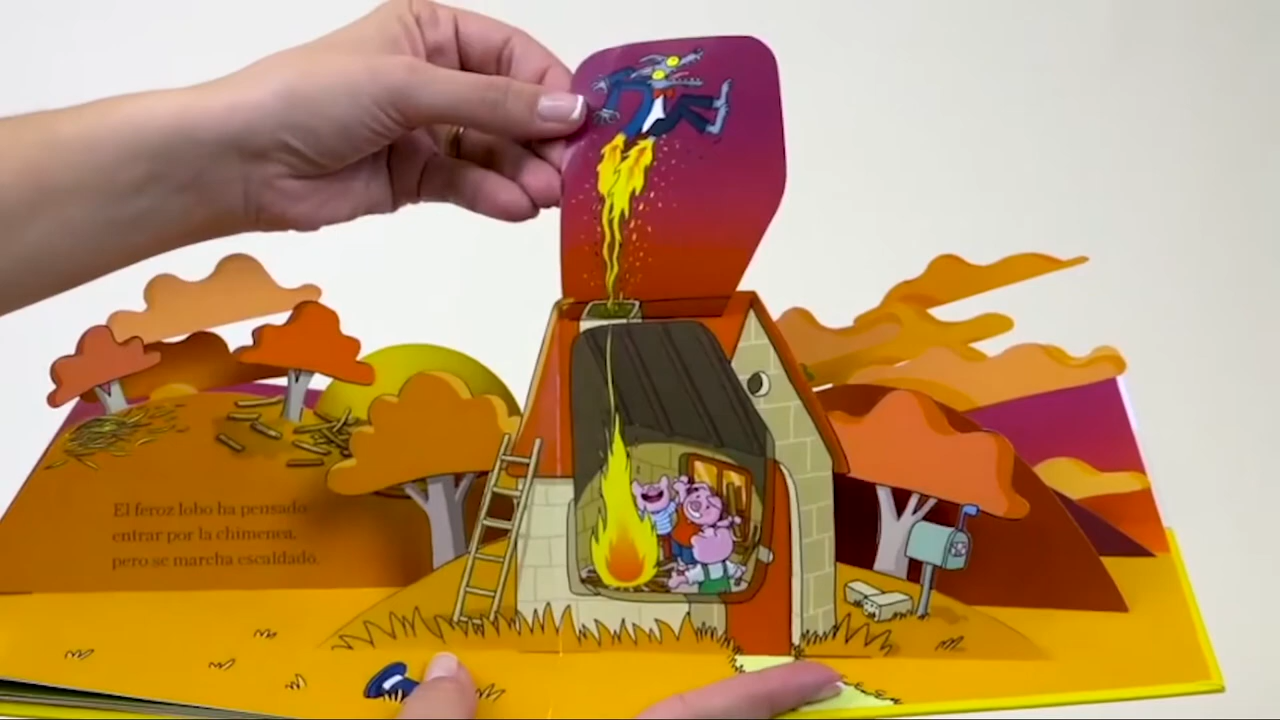 El feroz lobo ha pensado
entrar por la chimenea,
pero se marcha escaldado.